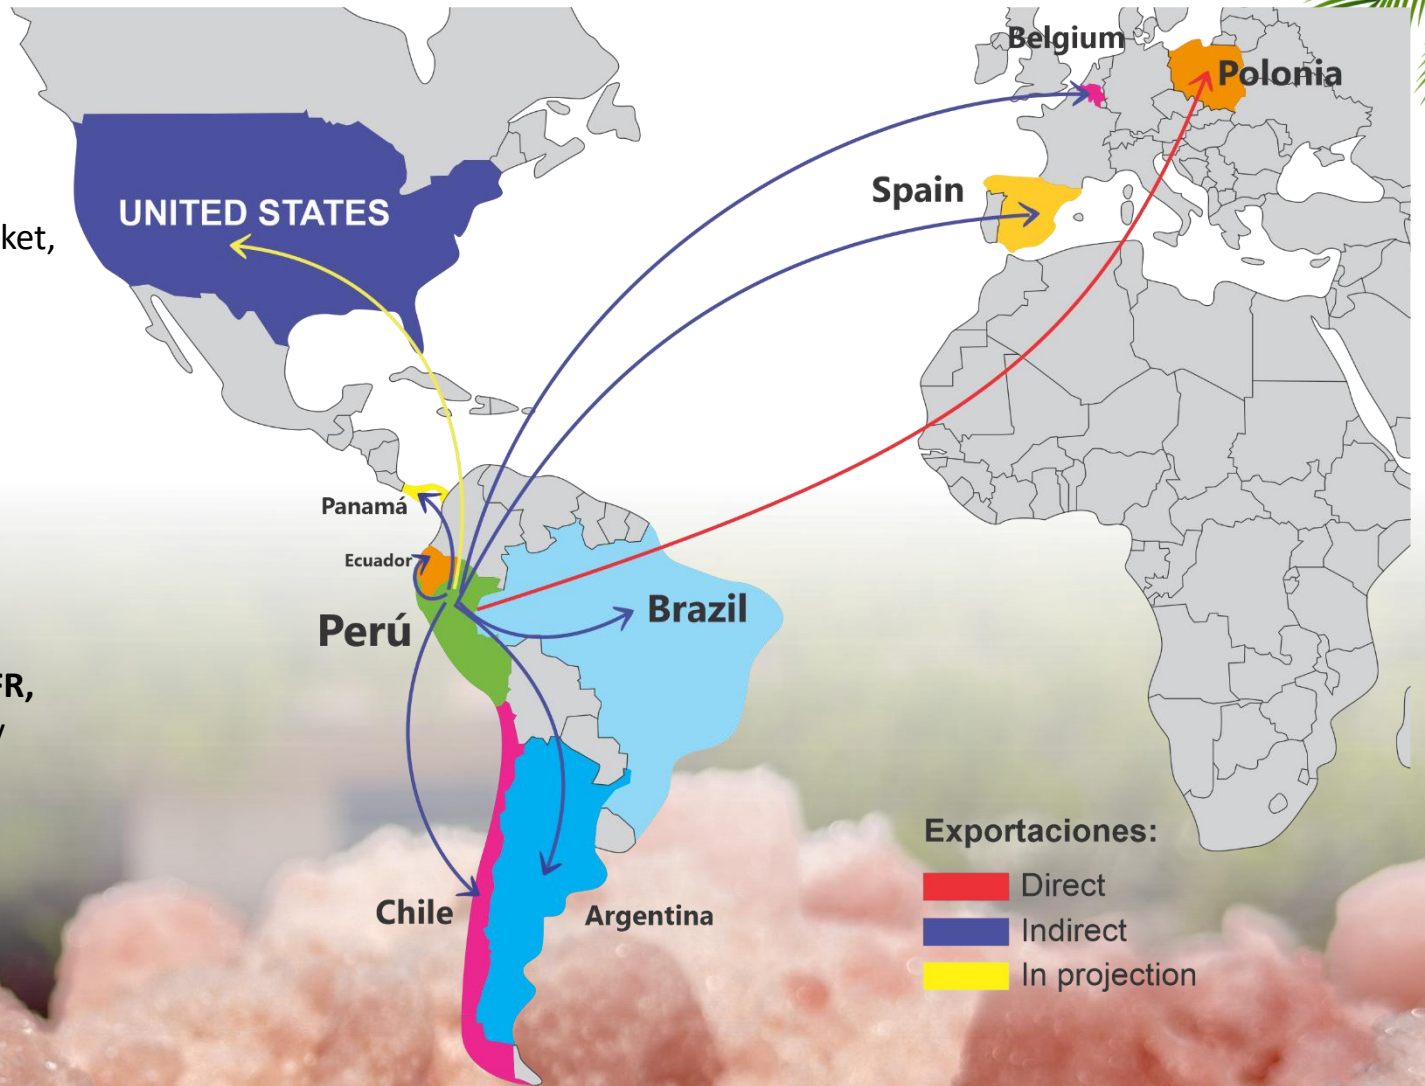 Belgium
Polonia
Spain
UNITED STATES
ket,
Panamá
Ecuador
Perú
Brazil
FR,
Chile
Argentina
Exportaciones:
Direct
Indirect
In projection